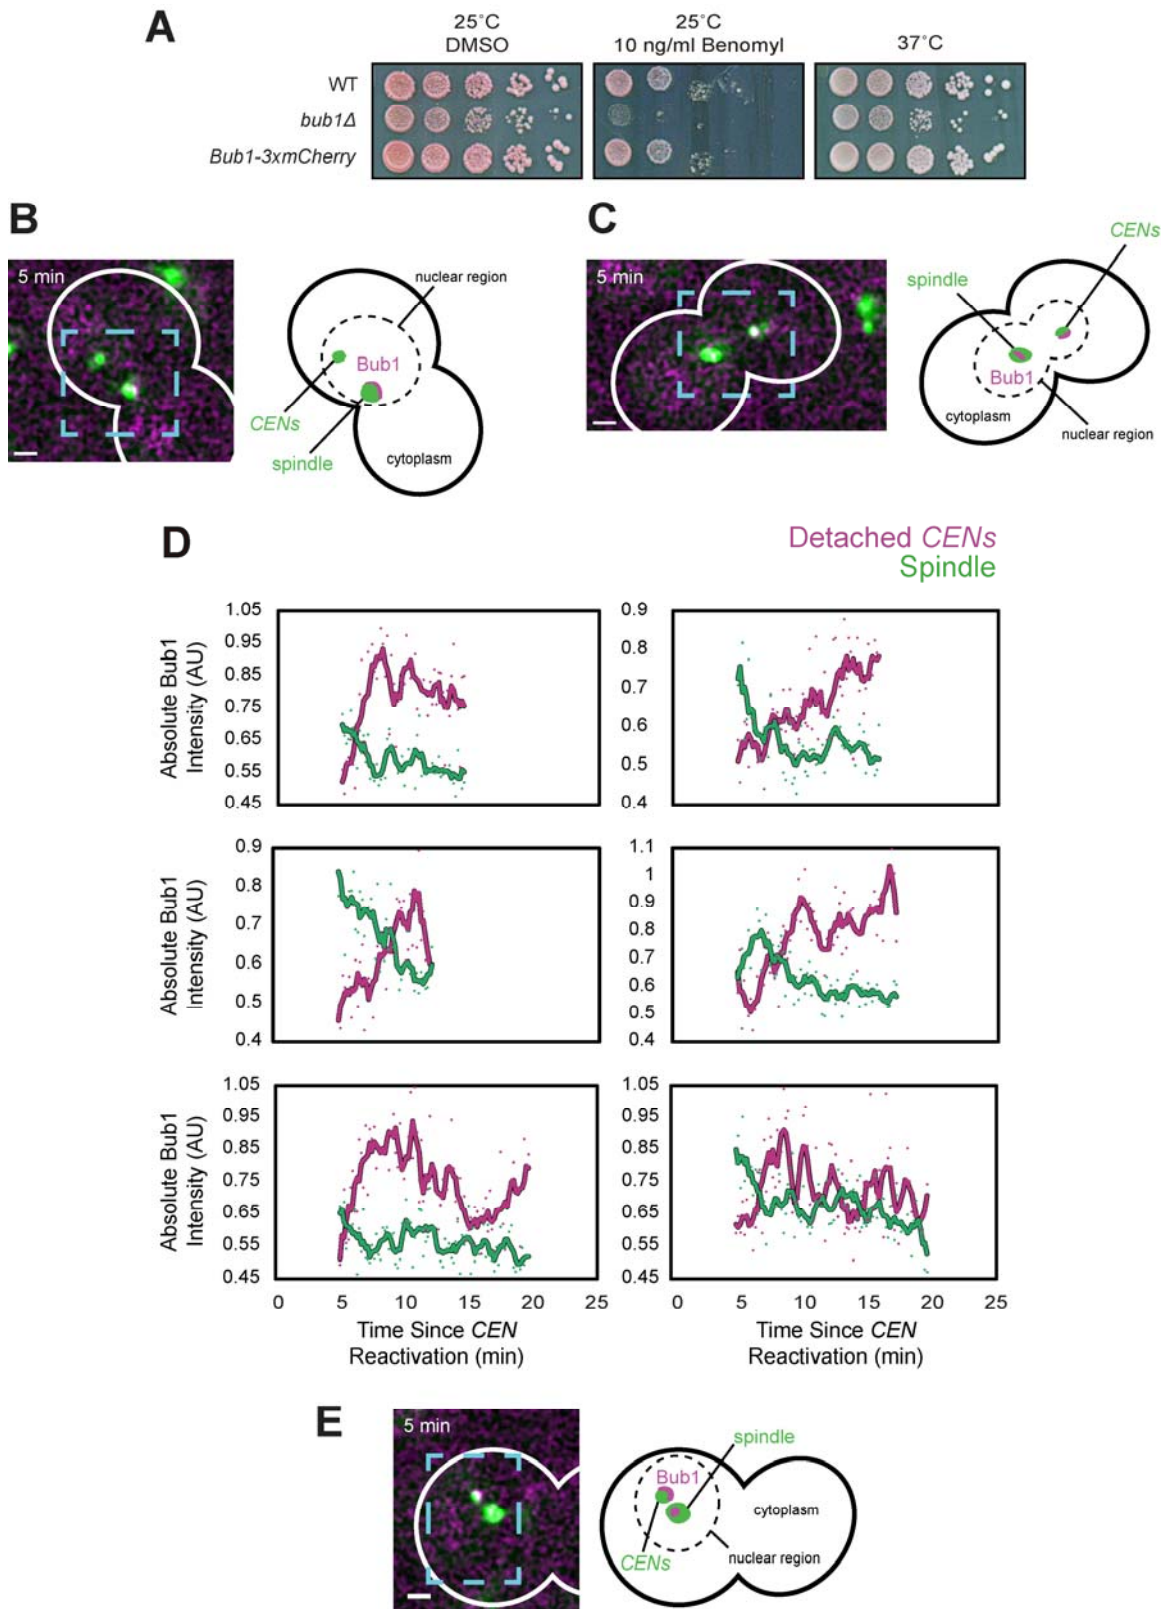 A
25˚C
DMSO
25˚C
10 ng/ml Benomyl
37˚C
WT
bub1Δ
Bub1-3xmCherry
B
5 min
nuclear region
Bub1
CENs
spindle
cytoplasm
C
5 min
CENs
spindle
Bub1
cytoplasm
nuclear region
D
Detached CENs
Spindle
Absolute Bub1
Intensity (AU)
1.05
0.95
0.85
0.75
0.65
0.55
0.45
0.9
0.8
0.7
0.6
0.5
0.4
Absolute Bub1
Intensity (AU)
0.9
0.8
0.7
0.6
0.5
0.4
1.1
1
0.9
0.8
0.7
0.6
0.5
0.4
Absolute Bub1
Intensity (AU)
1.05
0.95
0.85
0.75
0.65
0.55
0.45
1.05
0.95
0.85
0.75
0.65
0.55
0.45
0 5 10 15 20 25
0 5 10 15 20 25
Time Since CEN
Reactivation (min)
Time Since CEN
Reactivation (min)
E
5 min
spindle
Bub1
cytoplasm
CENs
nuclear region